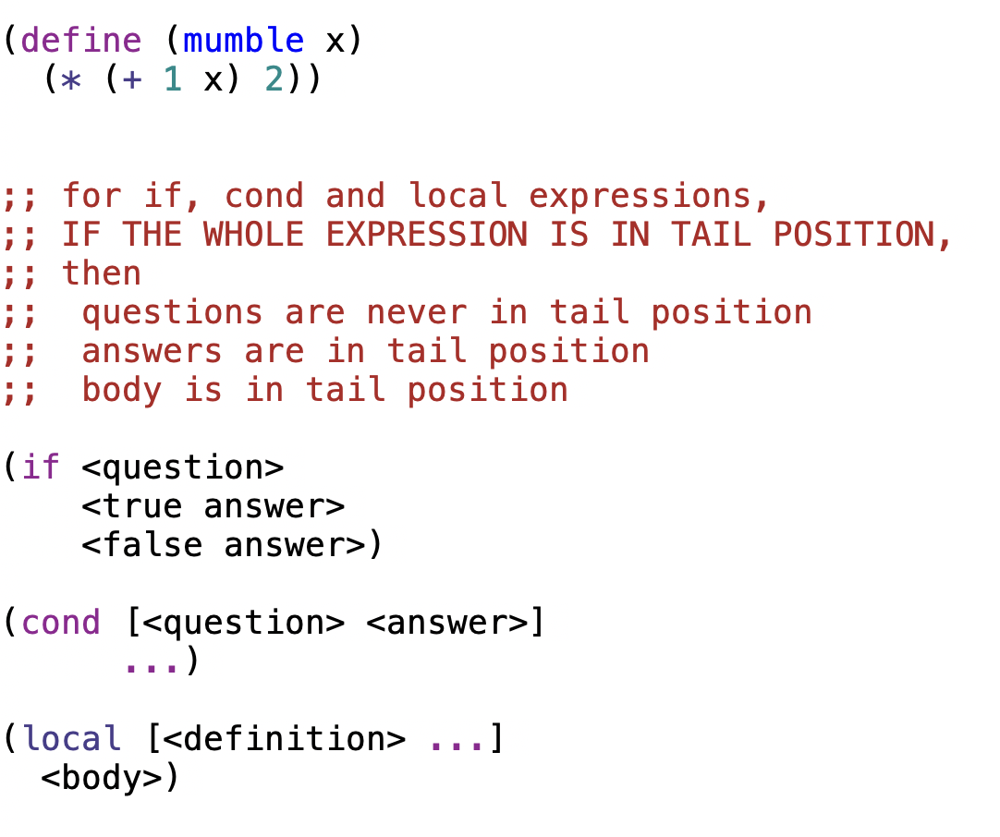 (define (mumble x)
  (* (+ 1 x) 2))
;; for if, cond and local expressions,
;; IF THE WHOLE EXPRESSION IS IN TAIL POSITION,
;; then
;;  questions are never in tail position
;;  answers are in tail position
;;  body is in tail position
(if <question>
    <true answer>
    <false answer>)
(cond [<question> <answer>]
      ...)
(local [<definition> ...]
  <body>)